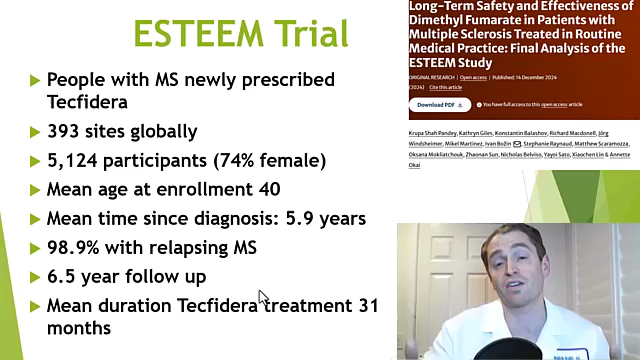 ESTEEM Trial
People with MS newly prescribed
Tecfidera
393 sites globally
5,124 participants (74% female)
Mean age at enrollment 40
Mean time since diagnosis: 5.9 years
98.9% with relapsing MS
6.5 year follow up
Mean duration Tecfidera treatment 31
months
Long-Term Safety and Effectiveness of
Dimethyl Fumarate in Patients with
Multiple Sclerosis Treated in Routine
Medical Practice: Final Analysis of the
ESTEEM Study
ORIGINAL RESEARCH | Open access | Published: 14 December 2024
(2024) Cite this article
Download PDF
You have full access to this open access article
Krupa Shah Pandey, Kathryn Giles, Konstantin Balashov, Richard Macdonell, Jörg
Windsheimer, Mikel Martinez, Ivan Božin, Stephanie Raynaud, Matthew Scaramozza,
Oksana Mokliatchouk, Zhaonan Sun, Nicholas Belviso, Yayoi Sato, Xiaochen Lin & Annette
Okai